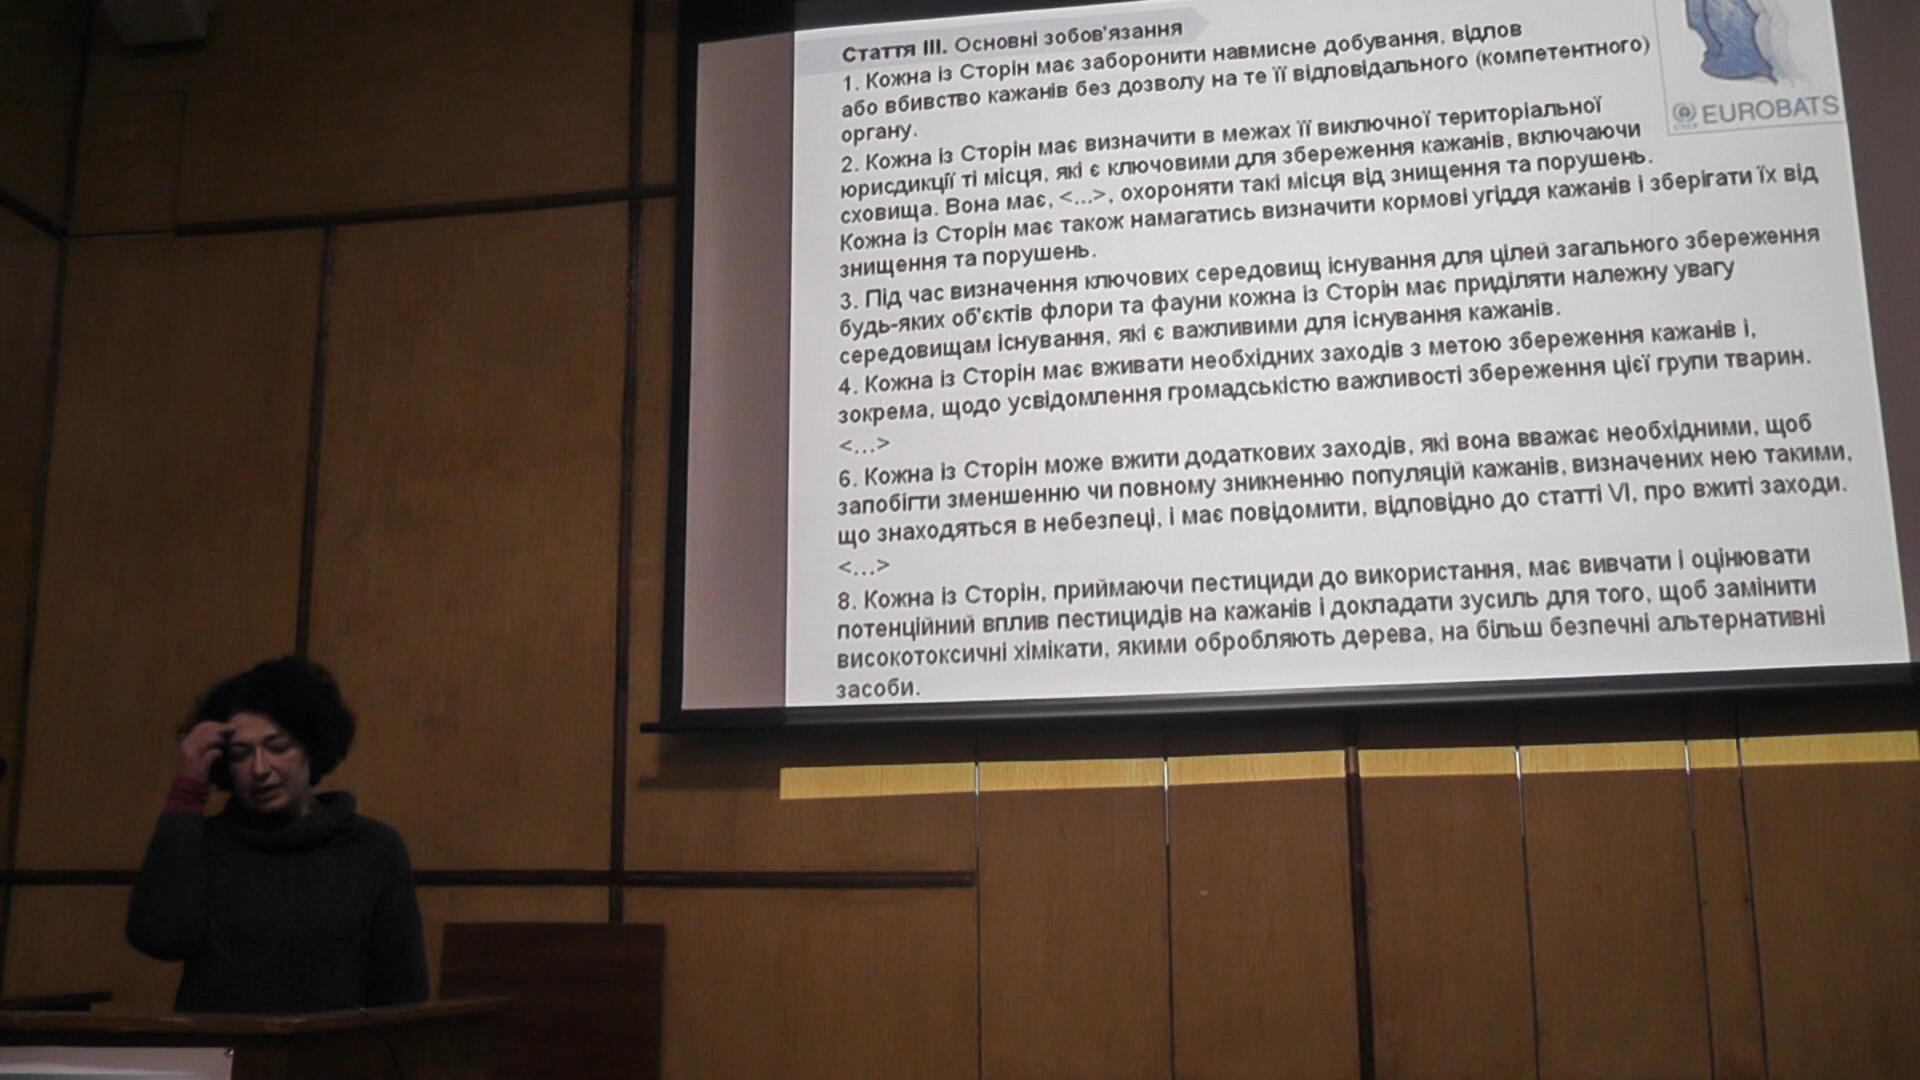 Стаття III. Основні зобов'язання
1. Кожна із Сторін має заборонити навмисне добування, відлов
або вбивство кажанів без дозволу на те її відповідального (компетентного)
органу.
2. Кожна із Сторін має визначити в межах її виключної територіальної
юрисдикції ті місця, які є ключовими для збереження кажанів, включаючи
сховища. Вона має, <...>, охороняти такі місця від знищення та порушень.
Кожна із Сторін має також намагатись визначити кормові угіддя кажанів і зберігати їх від
знищення та порушень.
3. Під час визначення ключових середовищ існування для цілей загального збереження
будь-яких об'єктів флори та фауни кожна із Сторін має приділяти належну увагу
середовищам існування, які є важливими для існування кажанів.
4. Кожна із Сторін має вживати необхідних заходів з метою збереження кажанів і,
зокрема, щодо усвідомлення громадськістю важливості збереження цієї групи тварин.
<...>
6. Кожна із Сторін може вжити додаткових заходів, які вона вважає необхідними, щоб
запобігти зменшенню чи повному зникненню популяцій кажанів, визначених нею такими,
що знаходяться в небезпеці, і має повідомити, відповідно до статті VI, про вжиті заходи.
<...>
8. Кожна із Сторін, приймаючи пестициди до використання, має вивчати і оцінювати
потенційний вплив пестицидів на кажанів і докладати зусиль для того, щоб замінити
високотоксичні хімікати, якими обробляють дерева, на більш безпечні альтернативні
засоби.
EUROBATS